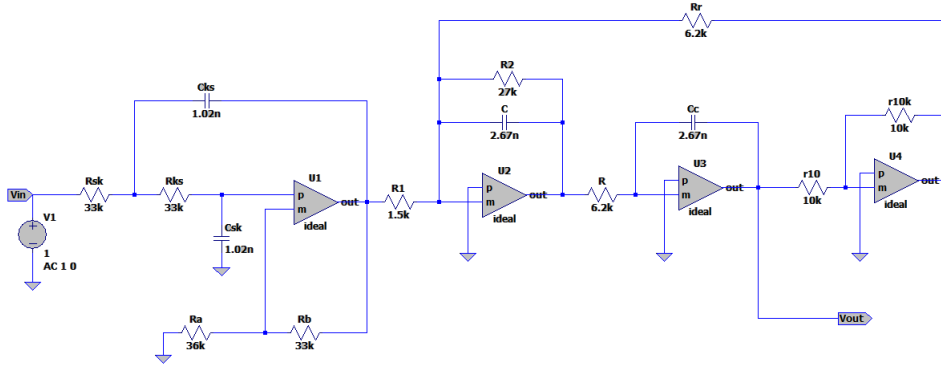 Rr
6.2k
Cks
1.02n
R2
27k
C
2.67n
Cc
2.67n
r10k
10k
Vin
Rsk
33k
Rks
33k
U1
p
m
out
ideal
R1
1.5k
U2
p
m
out
ideal
R
6.2k
U3
p
m
out
ideal
r10
10k
U4
p
m
out
ideal
V1
1
AC 1 0
Csk
1.02n
Ra
36k
Rb
33k
Vout